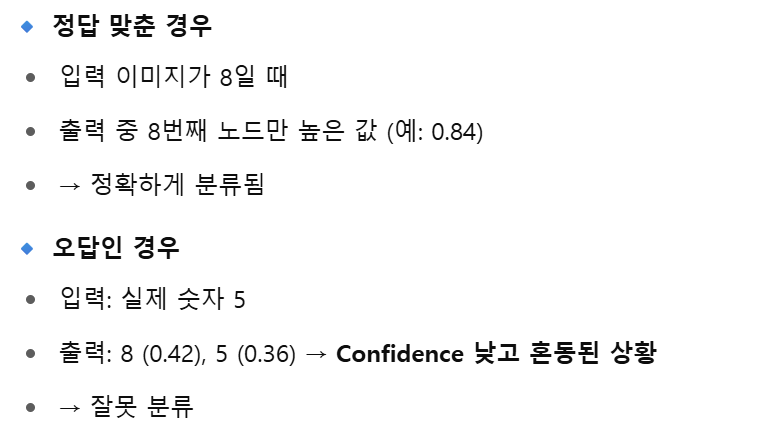 🔹 정답 맞춘 경우
• 입력 이미지가 8일 때
• 출력 중 8번째 노드만 높은 값 (예: 0.84)
• → 정확하게 분류됨
🔹 오답인 경우
• 입력: 실제 숫자 5
• 출력: 8 (0.42), 5 (0.36) → Confidence 낮고 혼동된 상황
• → 잘못 분류